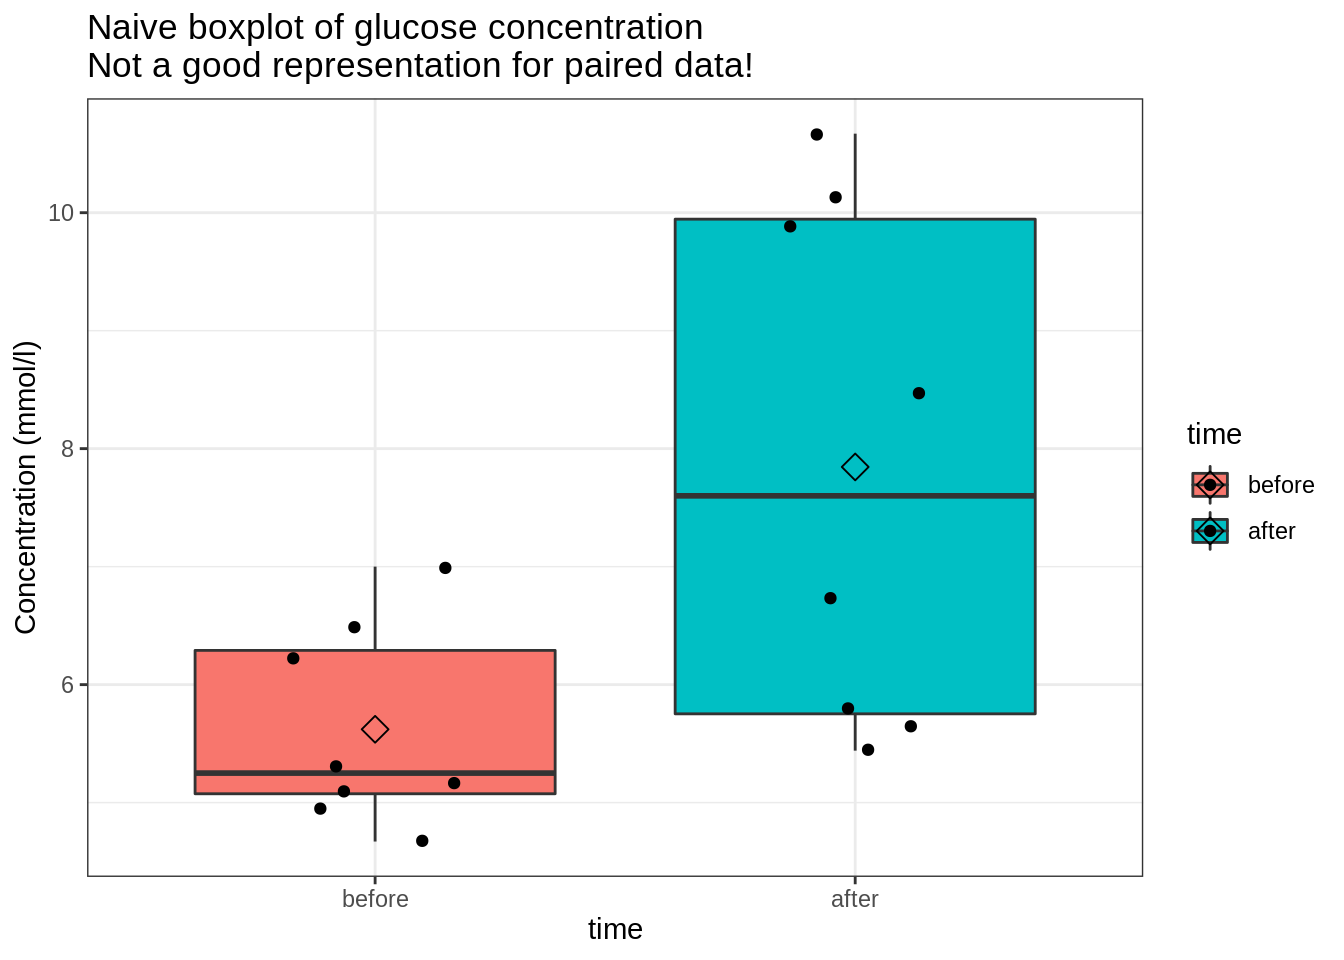 Naive boxplot of glucose concentration
Not a good representation for paired data!
Concentration (mmol/l)
10
8
6
before
after
time
time
before
after